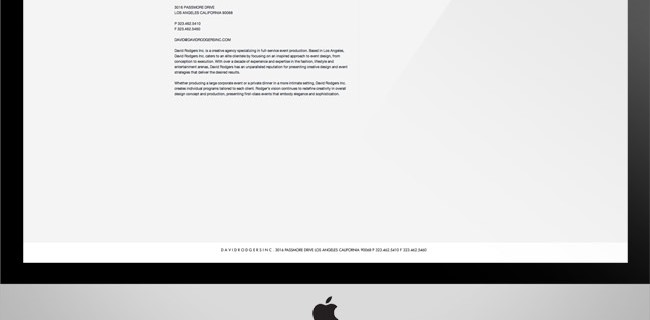 3016 PASSMORE DRIVE
LOS ANGELES CALIFORNIA 90068
P 323.462.5410
F 323.462.5460
DAVID@DAVIDRODGERSINC.COM
David Rodgers Inc. is a creative agency specializing in full-service event production. Based in Los Angeles,
David Rodgers Inc. caters to an elite clientele by focusing on an inspired approach to event design, from
conception to execution. With over a decade of experience and expertise in the fashion, lifestyle and
entertainment arenas, David Rodgers has an unparalleled reputation for presenting creative design and event
strategies that deliver the desired results.
Whether producing a large corporate event or a private dinner in a more intimate setting, David Rodgers Inc.
creates individual programs tailored to each client. Rodger's vision continues to redefine creativity in overall
design concept and production, presenting first-class events that embody elegance and sophistication.
DAVIDRODGERSINC. 3016 PASSMORE DRIVE LOS ANGELES CALIFORNIA 90068 P 323.462.5410 F 323.462.5460